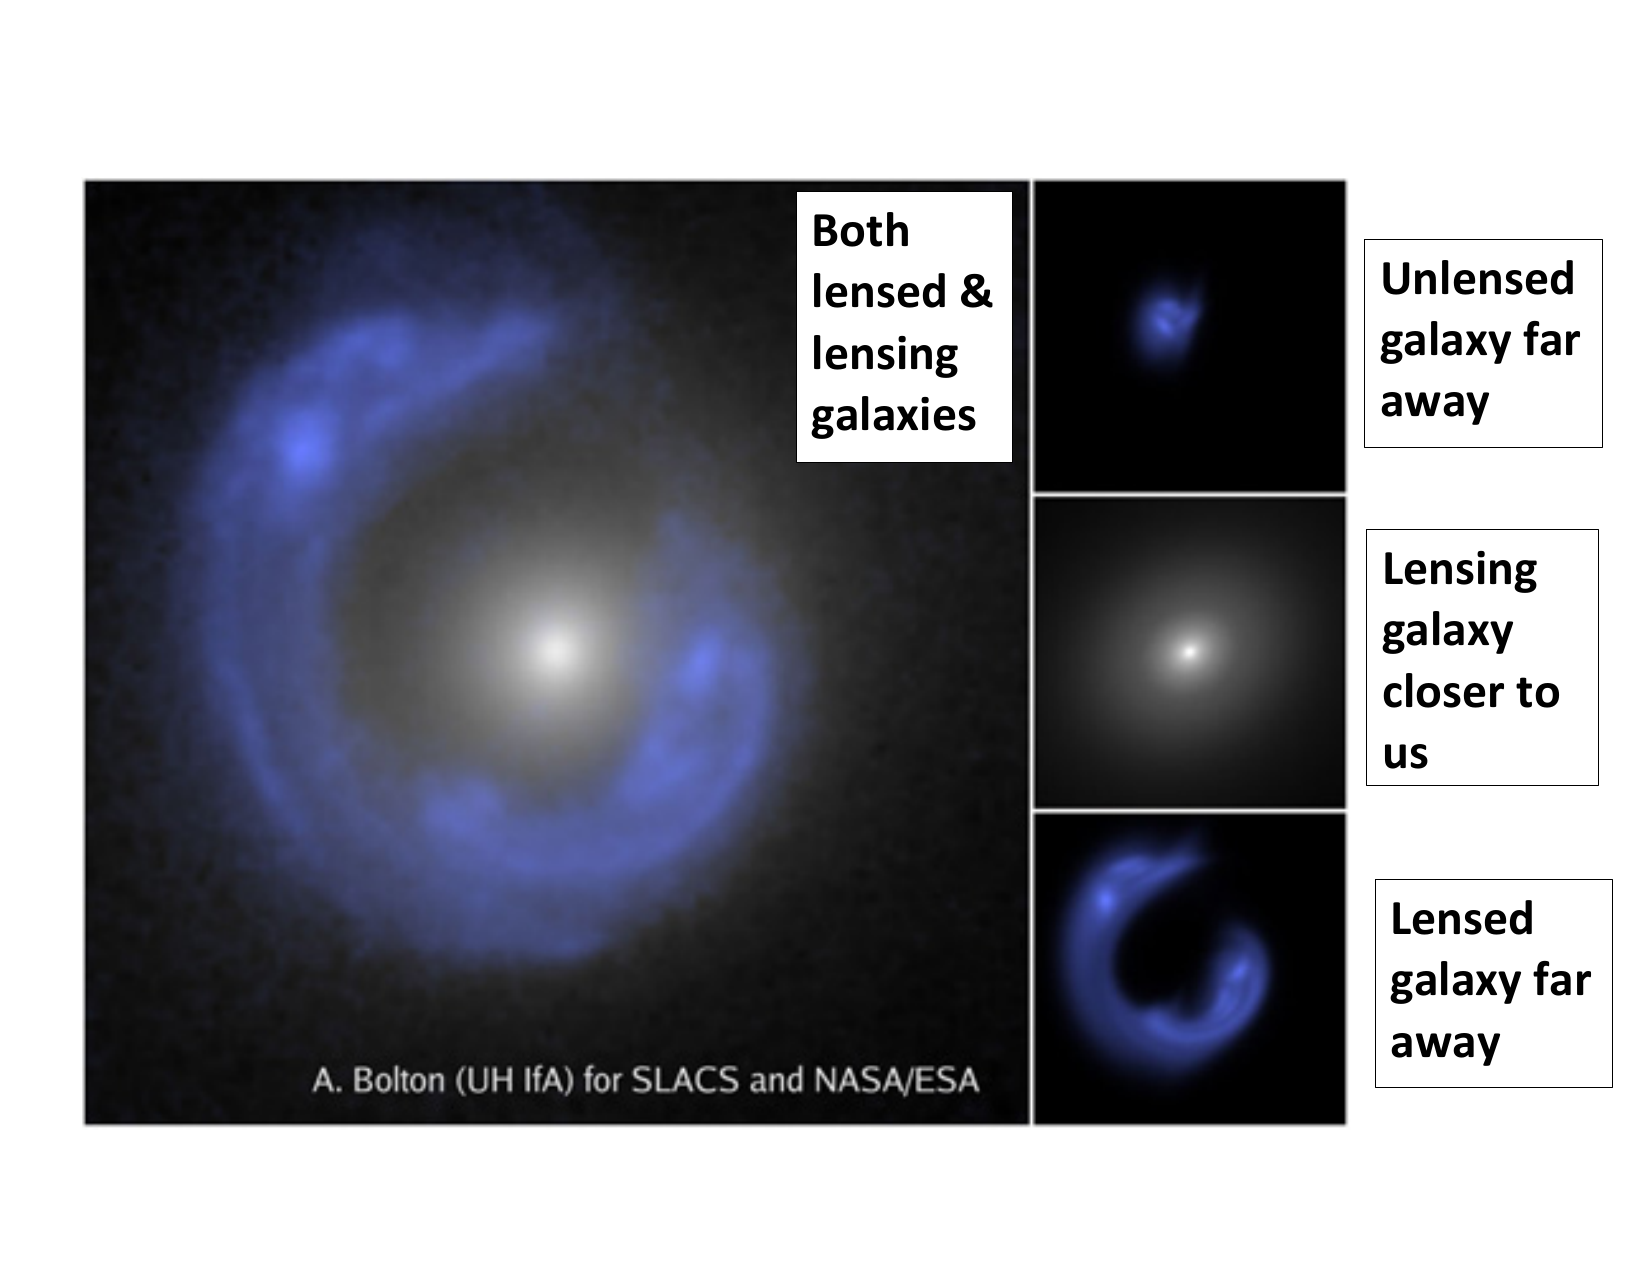 Both
lensed &
lensing
galaxies
A. Bolton (UH IfA) for SLACS and NASA/ESA
Unlensed
galaxy far
away
Lensing
galaxy
closer to
us
Lensed
galaxy far
away